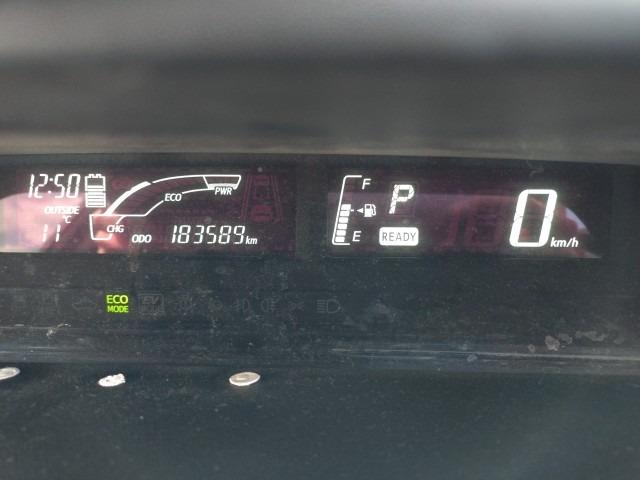 12:50
OUTSIDE
11 °C
CHG
ECO
PWR
ODO 183589 km
F
E
P
READY
0 km/h
ECO
MODE
EV